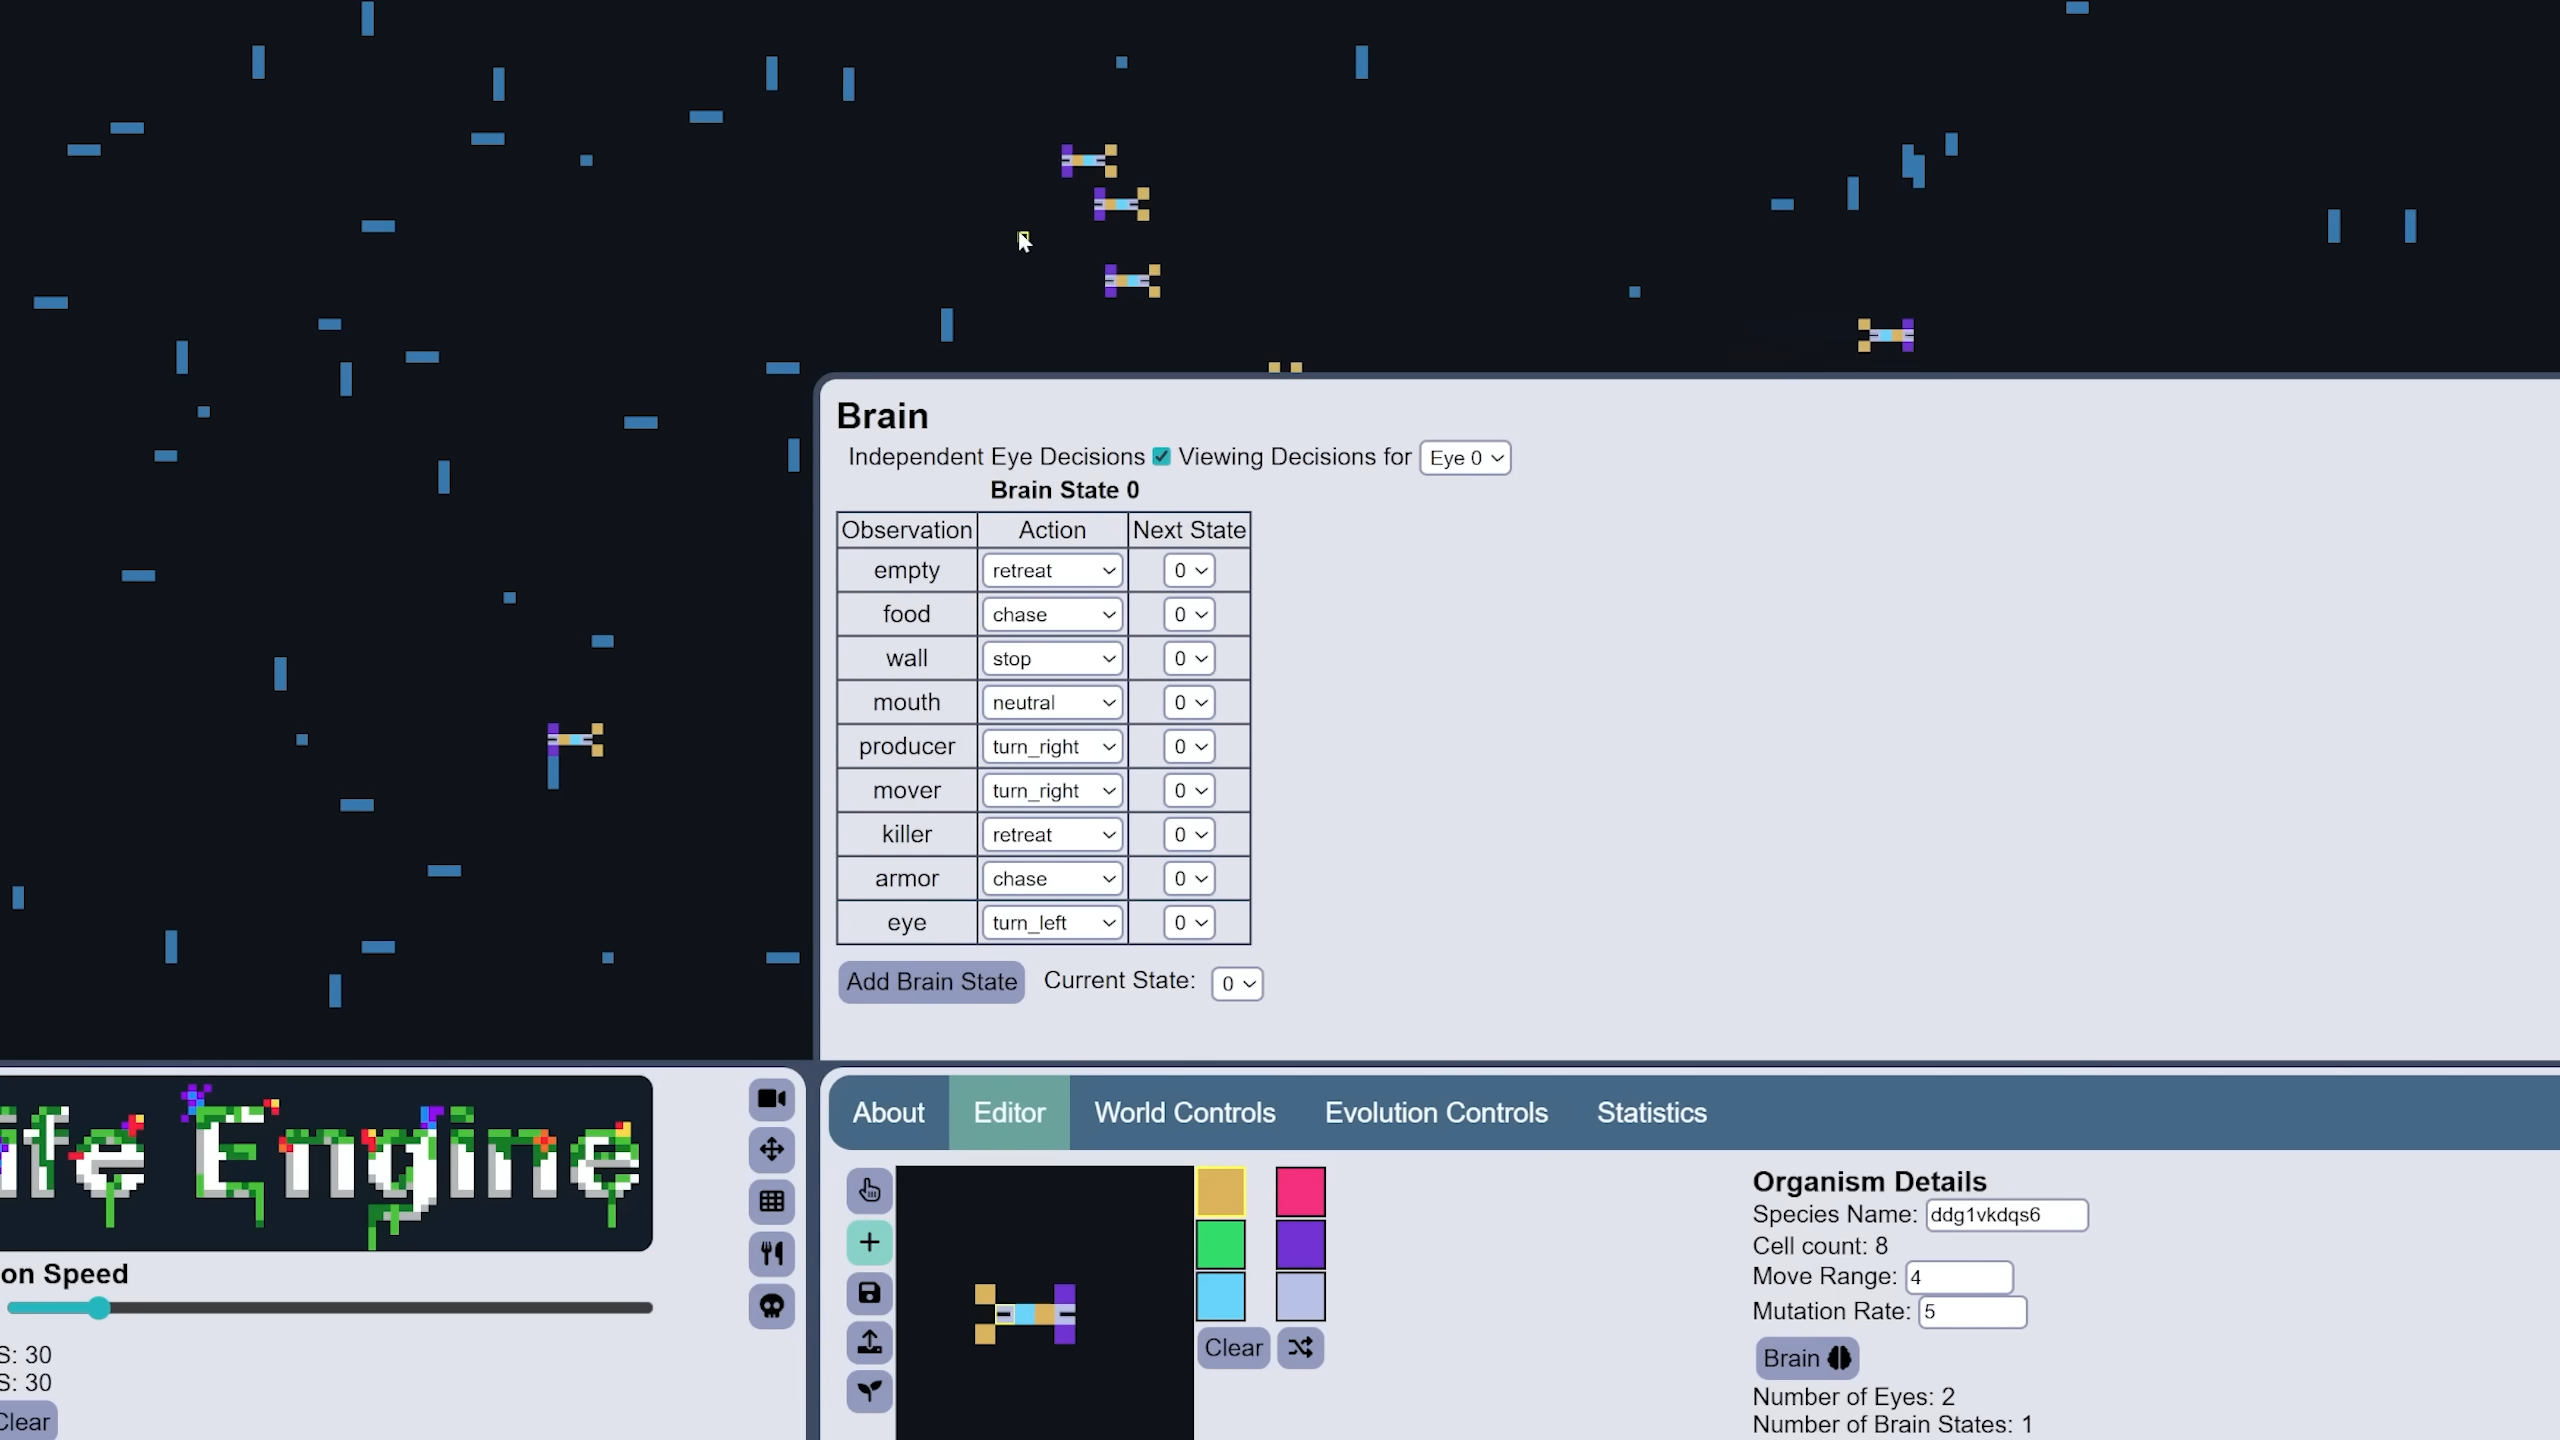 Brain
Independent Eye Decisions Viewing Decisions for Eye 0
Brain State 0
Observation Action Next State
empty retreat 0
food chase 0
wall stop 0
mouth neutral 0
producer turn_right 0
mover turn_right 0
killer retreat 0
armor chase 0
eye turn_left 0
Add Brain State Current State: 0
ife Engine
on Speed
S: 30
S: 30
Clear
About Editor World Controls Evolution Controls Statistics
Clear
Organism Details
Species Name: ddg1vkdqs6
Cell count: 8
Move Range: 4
Mutation Rate: 5
Brain
Number of Eyes: 2
Number of Brain States: 1